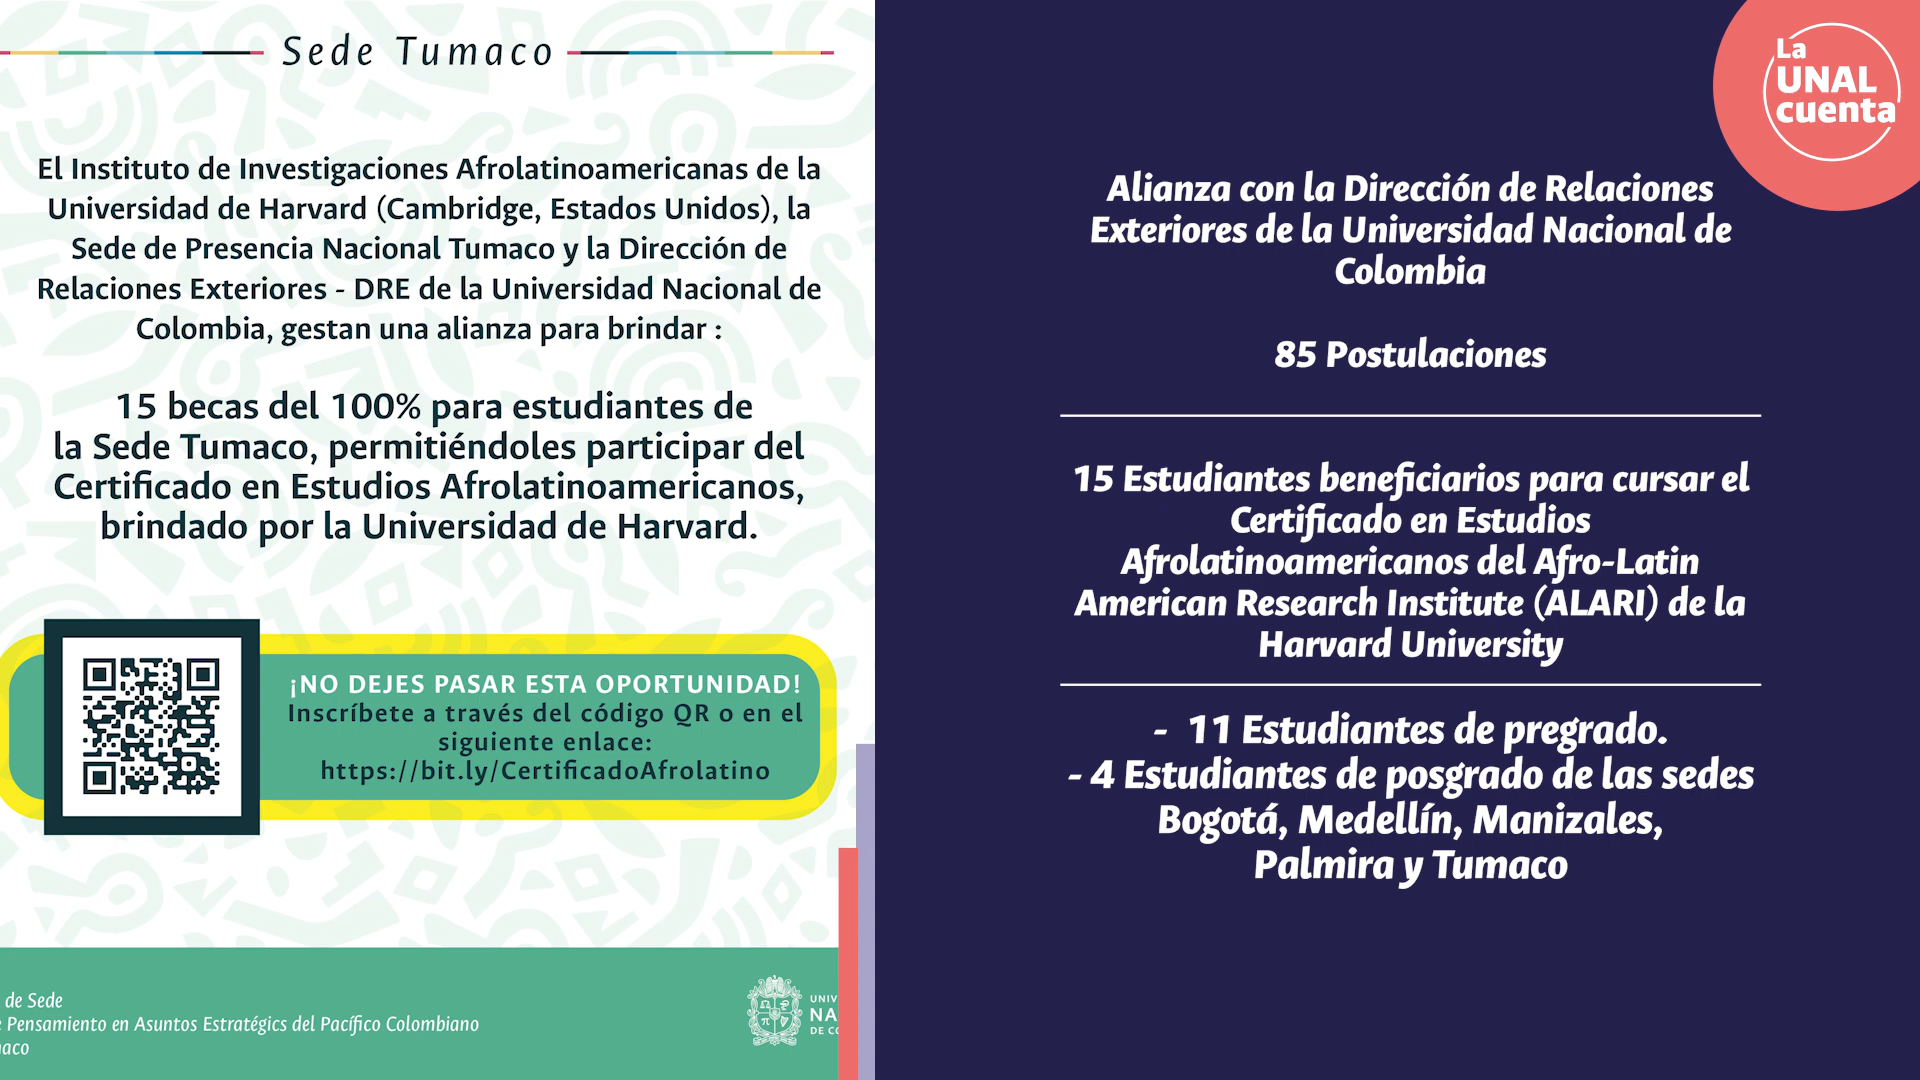 Sede Tumaco
El Instituto de Investigaciones Afrolatinoamericanas de la
Universidad de Harvard (Cambridge, Estados Unidos), la
Sede de Presencia Nacional Tumaco y la Dirección de
Relaciones Exteriores - DRE de la Universidad Nacional de
Colombia, gestan una alianza para brindar :
15 becas del 100% para estudiantes de
la Sede Tumaco, permitiéndoles participar del
Certificado en Estudios Afrolatinoamericanos,
brindado por la Universidad de Harvard.
¡NO DEJES PASAR ESTA OPORTUNIDAD!
Inscríbete a través del código QR o en el
siguiente enlace:
https://bit.ly/CertificadoAfrolatino
de Sede
Pensamiento en Asuntos Estratégics del Pacífico Colombiano
maco
UNIV
NA
DE CO
La
UNAL
cuenta
Alianza con la Dirección de Relaciones
Exteriores de la Universidad Nacional de
Colombia
85 Postulaciones
15 Estudiantes beneficiarios para cursar el
Certificado en Estudios
Afrolatinoamericanos del Afro-Latin
American Research Institute (ALARI) de la
Harvard University
- 11 Estudiantes de pregrado.
- 4 Estudiantes de posgrado de las sedes
Bogotá, Medellín, Manizales,
Palmira y Tumaco